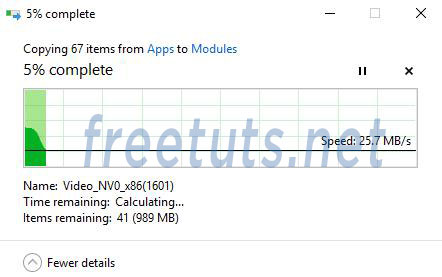 5% complete
Copying 67 items from Apps to Modules
5% complete
freetuts.net
Speed: 25.7 MB/s
Name: Video_NV0_x86(1601)
Time remaining: Calculating...
Items remaining: 41 (989 MB)
Fewer details